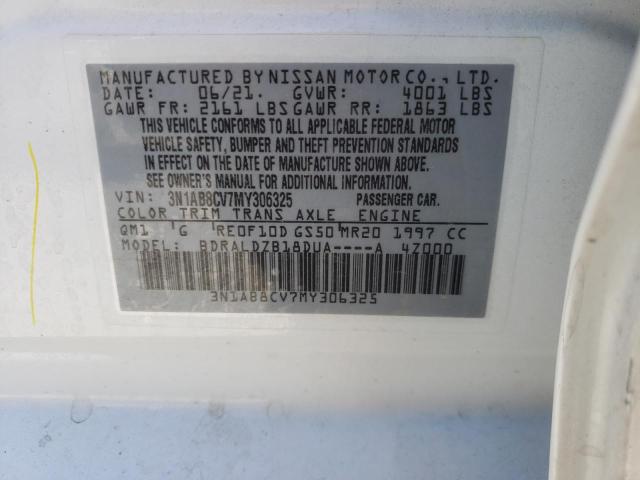 MANUFACTURED BY NISSAN MOTOR CO., LTD.
DATE: 06/21. GVWR: 4001 LBS
GAWR FR: 2161 LBS GAWR RR: 1863 LBS
THIS VEHICLE CONFORMS TO ALL APPLICABLE FEDERAL MOTOR
VEHICLE SAFETY, BUMPER AND THEFT PREVENTION STANDARDS
IN EFFECT ON THE DATE OF MANUFACTURE SHOWN ABOVE.
SEE OWNER'S MANUAL FOR ADDITIONAL INFORMATION
VIN: 3N1AB8CV7MY306325 PASSENGER CAR.
COLOR TRIM TRANS AXLE ENGINE
QM1 G RE0F10D GS50 MR20 1997 CC
MODEL: BDRALDZB18DUA----A 4Z000
3N1AB8CV7MY306325